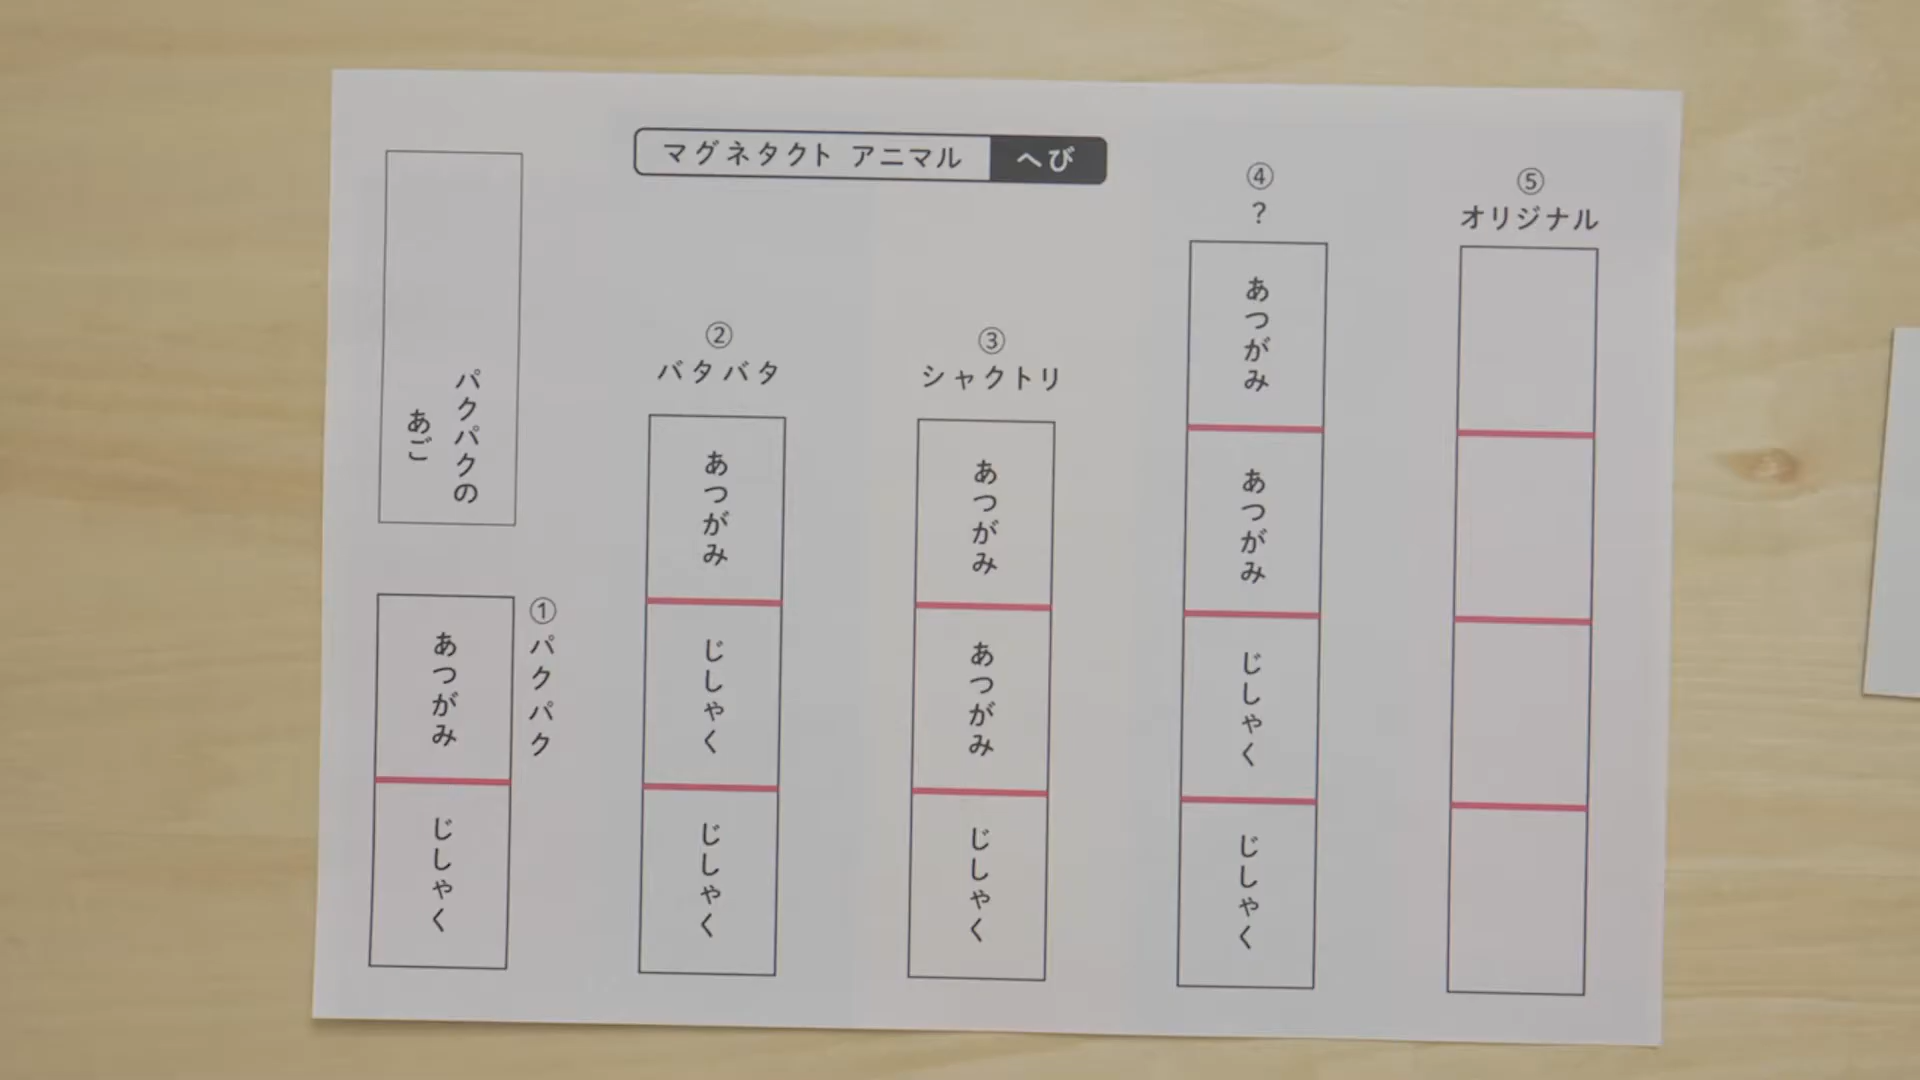 マグネタクト アニマル へび
パクパクの
あご
①
パクパク
あつがみ
じしゃく
②
バタバタ
あつがみ
じしゃく
じしゃく
③
シャクトリ
あつがみ
あつがみ
じしゃく
④
?
あつがみ
あつがみ
じしゃく
じしゃく
⑤
オリジナル